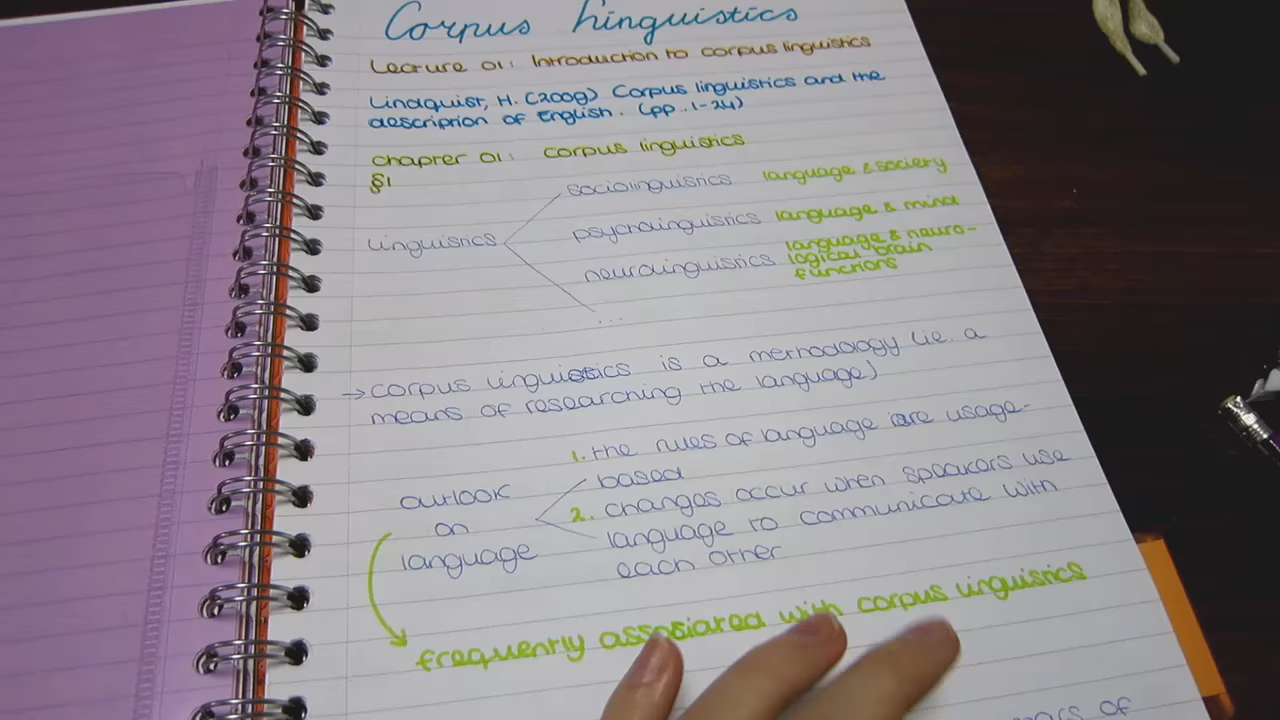 Corpus Linguistics
Lecture 01: Introduction to corpus linguistics
Lindquist, H. (2009) Corpus linguistics and the
description of English. (pp. 1-24)
Chapter 01: Corpus linguistics
§1
linguistics
sociolinguistics language & society
psycholinguistics language & mind
neurolinguistics language & neuro-
logical brain
functions
...
→ corpus linguistics is a methodology (ie. a
means of researching the language)
outlook
on
language
1. the rules of language are usage-
based
2. changes occur when speakers use
language to communicate with
each other
frequently assosiated with corpus linguistics
of